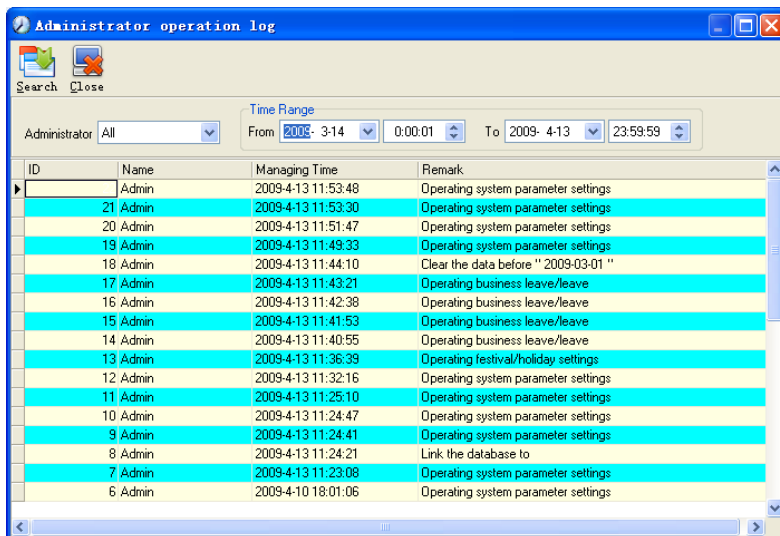 Administrator operation log
Search Close
Time Range
Administrator All From 2009- 3-14 0:00:01 To 2009- 4-13 23:59:59
ID Name Managing Time Remark
Admin 2009-4-13 11:53:48 Operating system parameter settings
21 Admin 2009-4-13 11:53:30 Operating system parameter settings
20 Admin 2009-4-13 11:51:47 Operating system parameter settings
19 Admin 2009-4-13 11:49:33 Operating system parameter settings
18 Admin 2009-4-13 11:44:10 Clear the data before " 2009-03-01 "
17 Admin 2009-4-13 11:43:21 Operating business leave/leave
16 Admin 2009-4-13 11:42:38 Operating business leave/leave
15 Admin 2009-4-13 11:41:53 Operating business leave/leave
14 Admin 2009-4-13 11:40:55 Operating business leave/leave
13 Admin 2009-4-13 11:36:39 Operating festival/holiday settings
12 Admin 2009-4-13 11:32:16 Operating system parameter settings
11 Admin 2009-4-13 11:25:10 Operating system parameter settings
10 Admin 2009-4-13 11:24:47 Operating system parameter settings
9 Admin 2009-4-13 11:24:41 Operating system parameter settings
8 Admin 2009-4-13 11:24:21 Link the database to
7 Admin 2009-4-13 11:23:08 Operating system parameter settings
6 Admin 2009-4-10 18:01:06 Operating system parameter settings